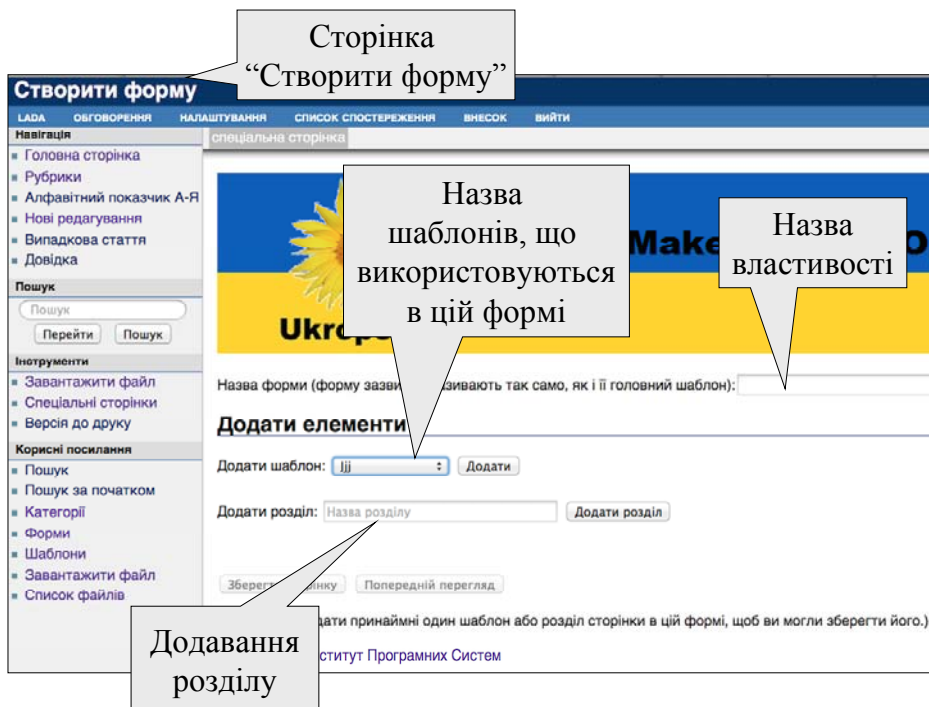 Сторінка
“Створити форму”
Створити форму
LADA ОБГОВОРЕННЯ НАЛАШТУВАННЯ СПИСОК СПОСТЕРЕЖЕННЯ ВНЕСОК ВИЙТИ
Навігація
спеціальна сторінка
Головна сторінка
Рубрики
Алфавітний показчик А-Я
Нові редагування
Випадкова стаття
Довідка
Пошук
Пошук
Перейти Пошук
Інструменти
Завантажити файл
Спеціальні сторінки
Версія до друку
Корисні посилання
Пошук
Пошук за початком
Категорії
Форми
Шаблони
Завантажити файл
Список файлів
Назва
шаблонів, що
використовуються
в цій формі
Make
Назва
властивості
Назва форми (форму зазви азивають так само, як і її головний шаблон):
Додати елементи
Додати шаблон: Jjj Додати
Додати розділ: Назва розділу Додати розділ
Зберег інку Попередній перегляд
дати принаймні один шаблон або розділ сторінки в цій формі, щоб ви могли зберегти його.)
ститут Програмних Систем
Додавання
розділу